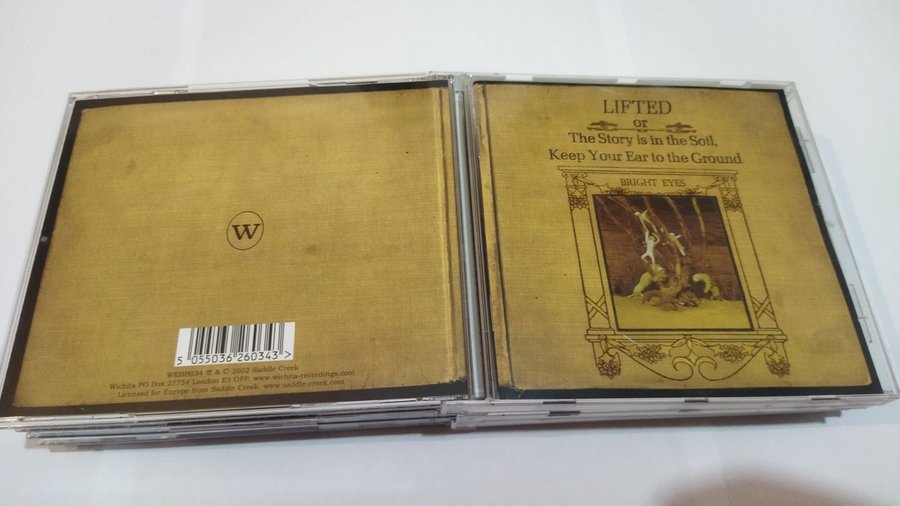 W
5 055036 260343 >
WEBB034 ℗ & © 2002 Saddle Creek
Wichita PO Box 27754 London E5 0FP. www.wichita-recordings.com
Licensed for Europe from Saddle Creek. www.saddle-creek.com
LIFTED
or
The Story is in the Soil,
Keep Your Ear to the Ground
BRIGHT EYES